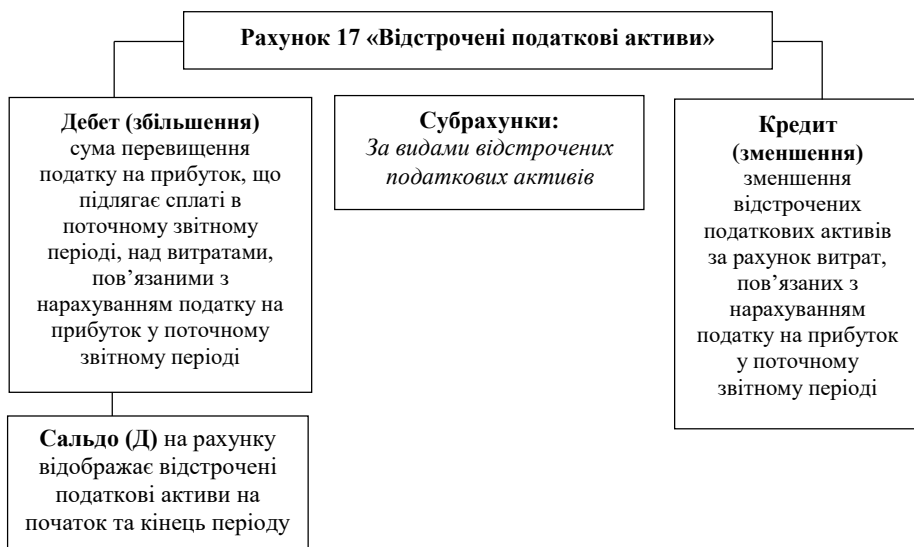 Рахунок 17 «Відстрочені податкові активи»
Дебет (збільшення)
сума перевищення
податку на прибуток, що
підлягає сплаті в
поточному звітному
періоді, над витратами,
пов’язаними з
нарахуванням податку на
прибуток у поточному
звітному періоді
Субрахунки:
За видами відстрочених
податкових активів
Кредит
(зменшення)
зменшення
відстрочених
податкових активів
за рахунок витрат,
пов’язаних з
нарахуванням
податку на прибуток
у поточному
звітному періоді
Сальдо (Д) на рахунку
відображає відстрочені
податкові активи на
початок та кінець періоду